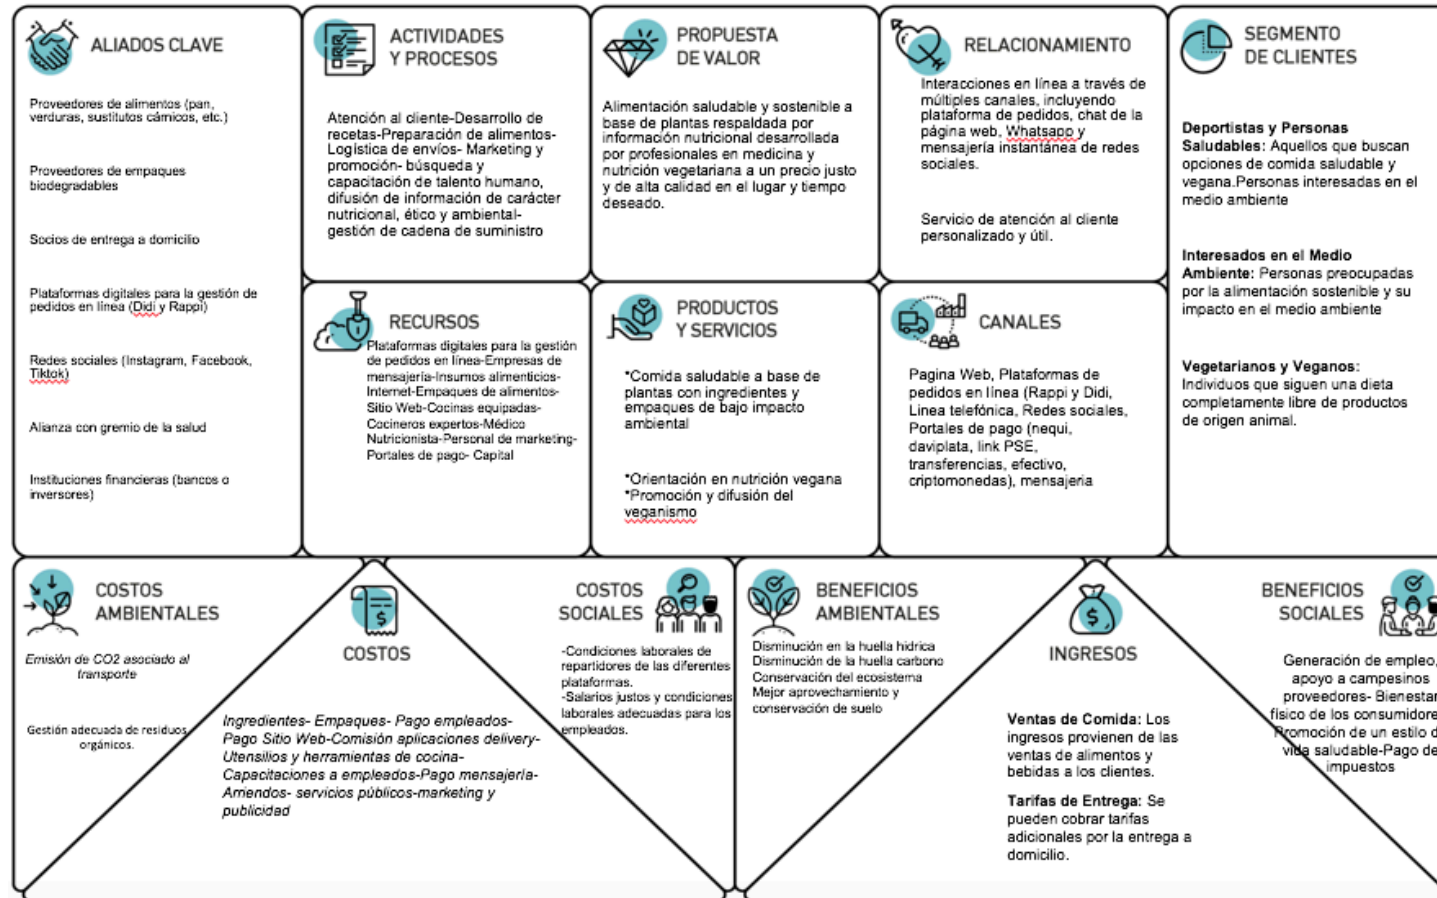 ALIADOS CLAVE
Proveedores de alimentos (pan,
verduras, sustitutos cárnicos, etc.)
Proveedores de empaques
biodegradables
Socios de entrega a domicilio
Plataformas digitales para la gestión de
pedidos en línea (Didi y Rappi)
Redes sociales (Instagram, Facebook,
Tiktok)
Alianza con gremio de la salud
Instituciones financieras (bancos o
inversores)
ACTIVIDADES
Y PROCESOS
Atención al cliente-Desarrollo de
recetas-Preparación de alimentos-
Logística de envíos- Marketing y
promoción- búsqueda y
capacitación de talento humano,
difusión de información de carácter
nutricional, ético y ambiental-
gestión de cadena de suministro
RECURSOS
Plataformas digitales para la gestión
de pedidos en línea-Empresas de
mensajería-Insumos alimenticios-
Internet-Empaques de alimentos-
Sitio Web-Cocinas equipadas-
Cocineros expertos-Médico
Nutricionista-Personal de marketing-
Portales de pago- Capital
PROPUESTA
DE VALOR
Alimentación saludable y sostenible a
base de plantas respaldada por
información nutricional desarrollada
por profesionales en medicina y
nutrición vegetariana a un precio justo
y de alta calidad en el lugar y tiempo
deseado.
PRODUCTOS
Y SERVICIOS
*Comida saludable a base de
plantas con ingredientes y
empaques de bajo impacto
ambiental
*Orientación en nutrición vegana
*Promoción y difusión del
veganismo
RELACIONAMIENTO
Interacciones en línea a través de
múltiples canales, incluyendo
plataforma de pedidos, chat de la
página web, Whatsapp y
mensajería instantánea de redes
sociales.
Servicio de atención al cliente
personalizado y útil.
CANALES
Pagina Web, Plataformas de
pedidos en línea (Rappi y Didi,
Linea telefónica, Redes sociales,
Portales de pago (nequi,
daviplata, link PSE,
transferencias, efectivo,
criptomonedas), mensajeria
SEGMENTO
DE CLIENTES
Deportistas y Personas
Saludables: Aquellos que buscan
opciones de comida saludable y
vegana.Personas interesadas en el
medio ambiente
Interesados en el Medio
Ambiente: Personas preocupadas
por la alimentación sostenible y su
impacto en el medio ambiente
Vegetarianos y Veganos:
Individuos que siguen una dieta
completamente libre de productos
de origen animal.
COSTOS
AMBIENTALES
Emisión de CO2 asociado al
transporte
Gestión adecuada de residuos
orgánicos.
COSTOS
Ingredientes- Empaques- Pago empleados-
Pago Sitio Web-Comisión aplicaciones delivery-
Utensilios y herramientas de cocina-
Capacitaciones a empleados-Pago mensajería-
Arriendos- servicios públicos-marketing y
publicidad
COSTOS
SOCIALES
-Condiciones laborales de
repartidores de las diferentes
plataformas.
-Salarios justos y condiciones
laborales adecuadas para los
empleados.
BENEFICIOS
AMBIENTALES
Disminución en la huella hídrica
Disminución de la huella carbono
Conservación del ecosistema
Mejor aprovechamiento y
conservación de suelo
INGRESOS
Ventas de Comida: Los
ingresos provienen de las
ventas de alimentos y
bebidas a los clientes.
Tarifas de Entrega: Se
pueden cobrar tarifas
adicionales por la entrega a
domicilio.
BENEFICIOS
SOCIALES
Generación de empleo,
apoyo a campesinos
proveedores- Bienestar
físico de los consumidore
Promoción de un estilo d
vida saludable-Pago de
impuestos